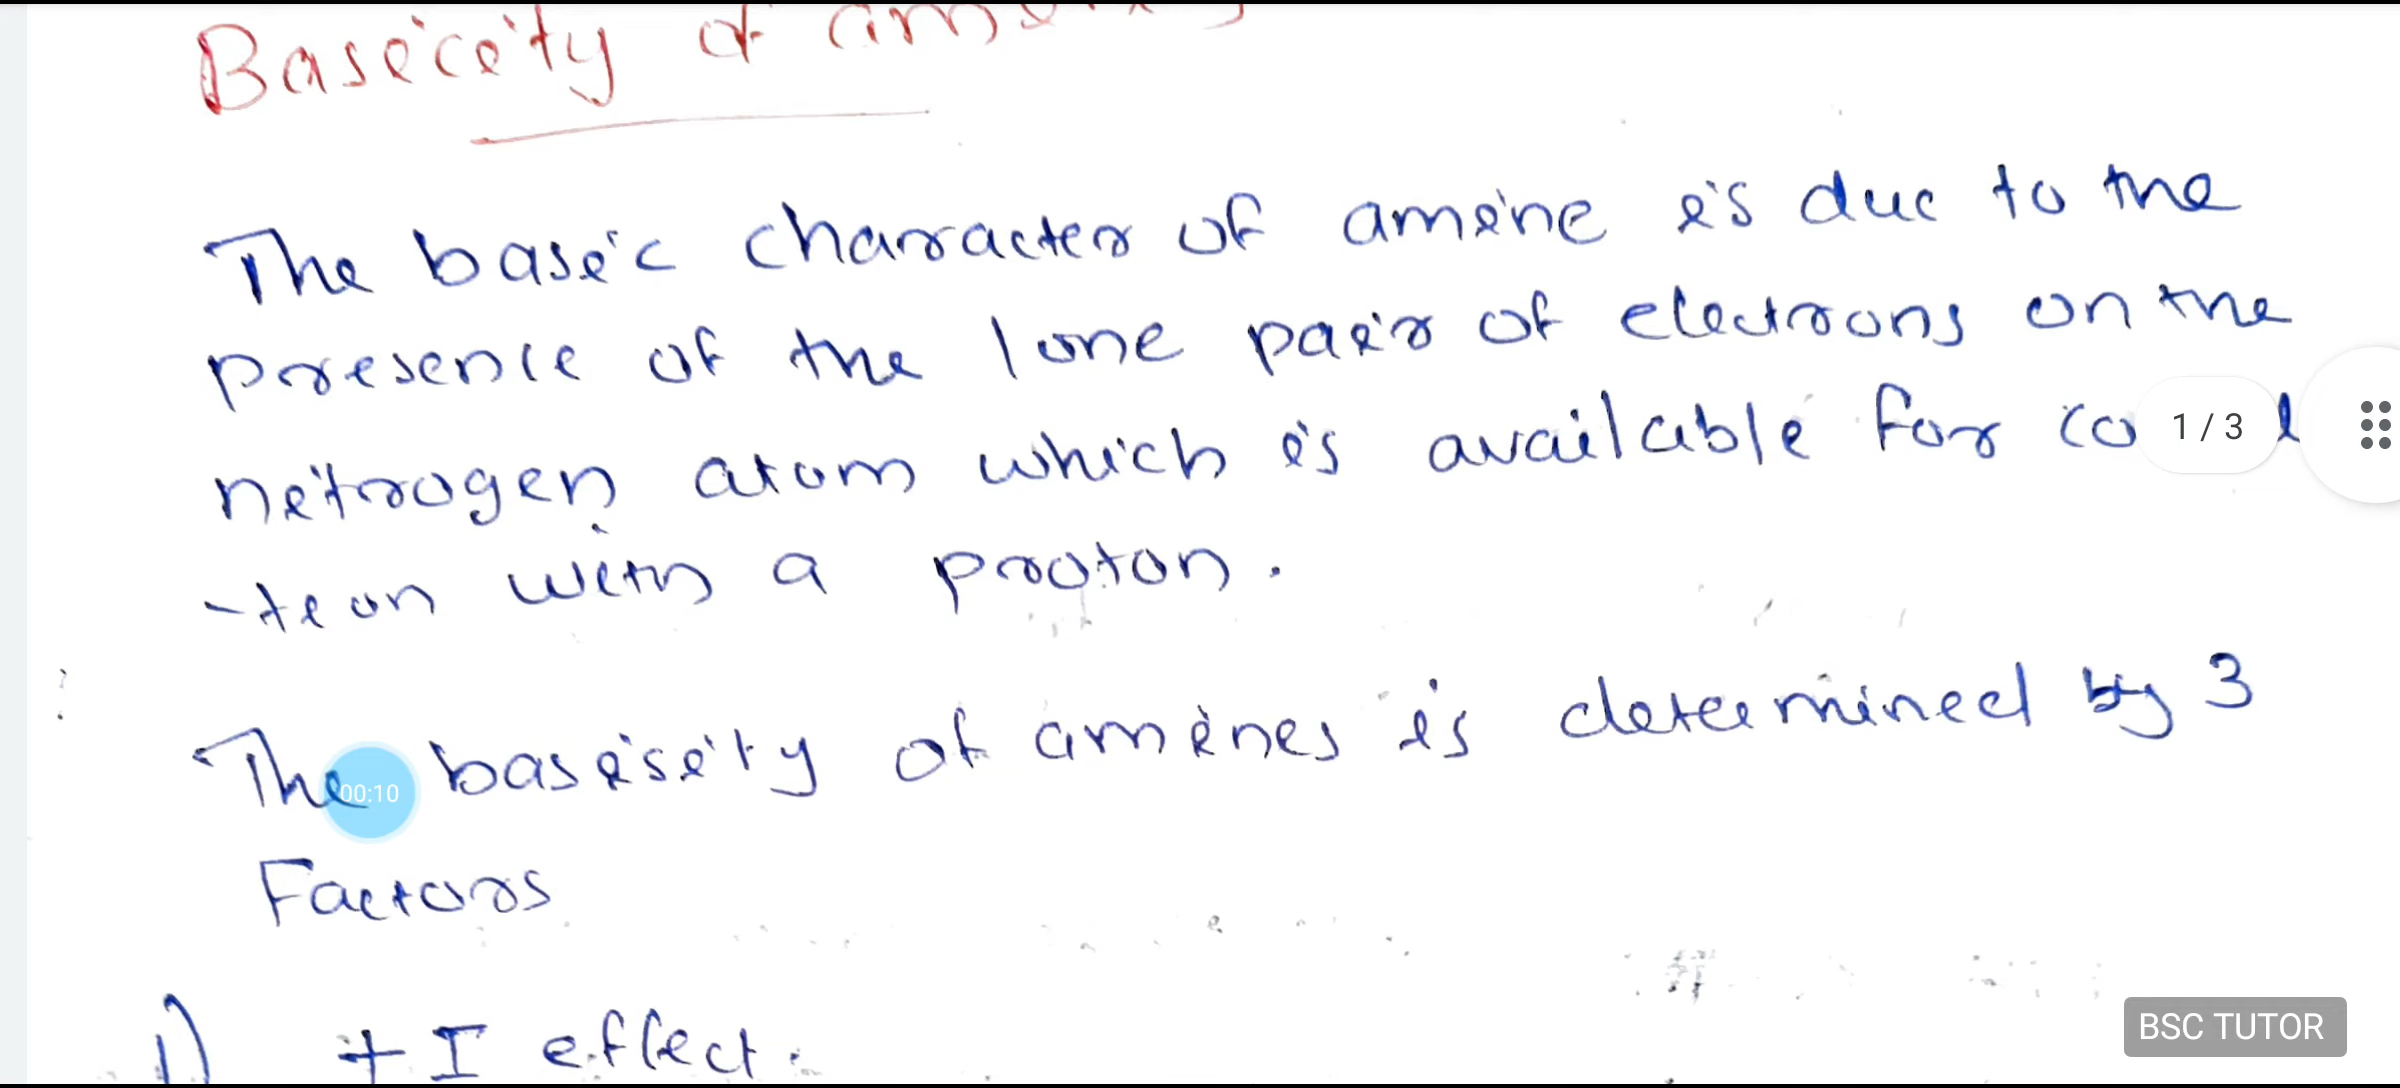 Basicity of
The basic character of amine is due to the
presence of the lone pair of electrons on the
nitrogen atom which is available for co 1 / 3
-tion with a proton.
The basisity of amines is determined by 3
00:10
Factors
1) + I effect.
BSC TUTOR